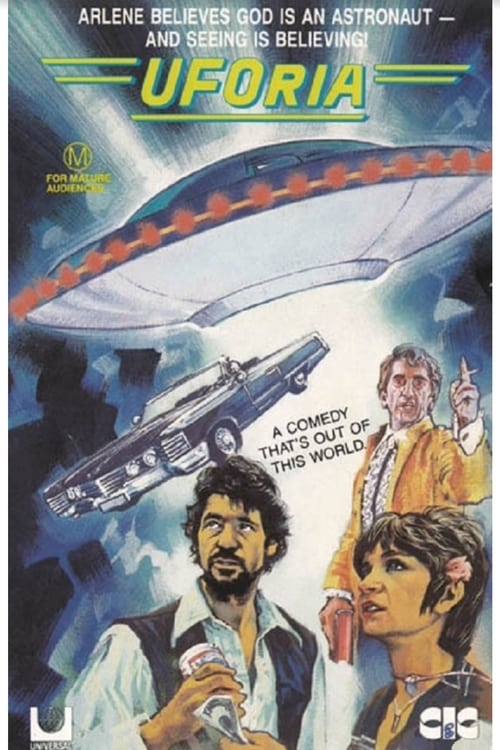 ARLENE BELIEVES GOD IS AN ASTRONAUT —
AND SEEING IS BELIEVING!
UFORIA
M
FOR MATURE
AUDIENCES
A COMEDY
THAT'S OUT OF
THIS WORLD.
UNIVERSAL
CIC